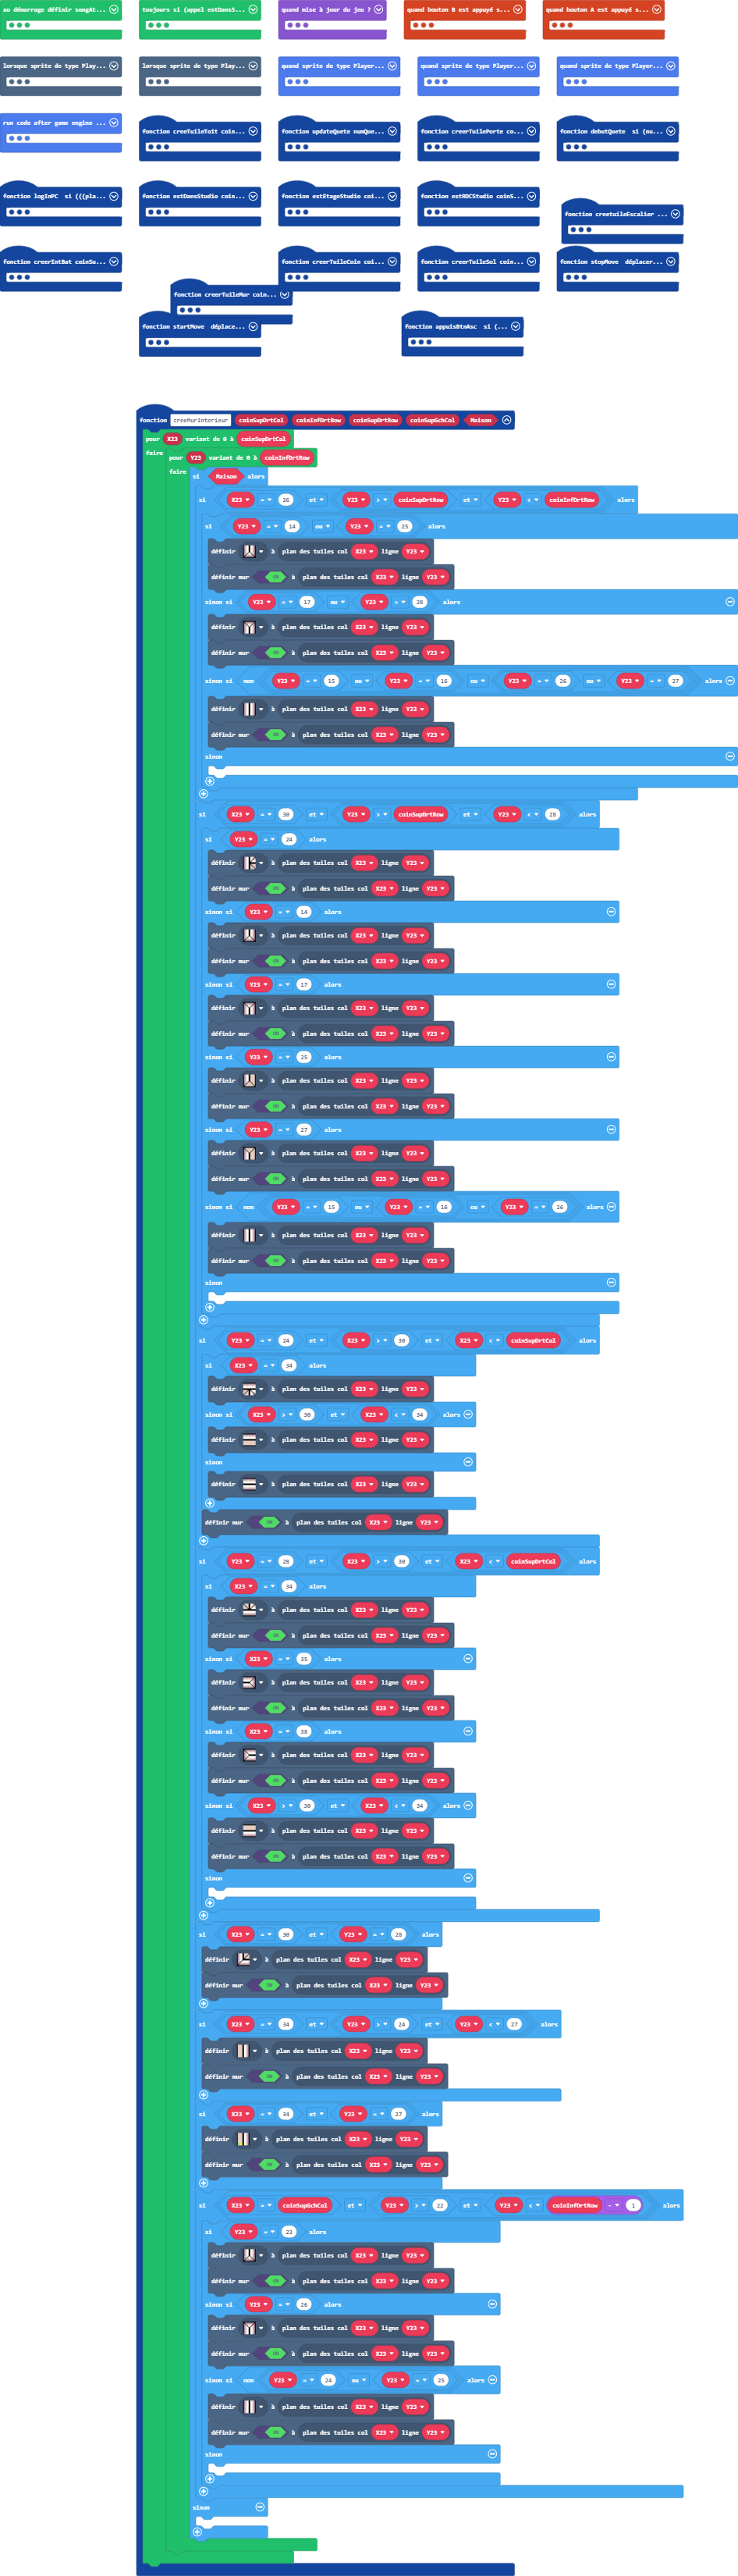 au démarrage définir songAt...
toujours si (appel estDansS...
quand mise à jour du jeu ?
quand bouton B est appuyé s...
quand bouton A est appuyé s...
lorsque sprite de type Play...
lorsque sprite de type Play...
quand sprite de type Player...
quand sprite de type Player...
quand sprite de type Player...
run code after game engine ...
fonction creeTuileToit coin...
fonction updateQuete numQue...
fonction creerTuilePorte co...
fonction debutQuete si (nu...
fonction logInPC si (((pla...
fonction estDansStudio coin...
fonction estEtageStudio coi...
fonction estRDCStudio coinS...
fonction creetuileEscalier ...
fonction creerIntBat coinSu...
fonction creerTuileCoin coi...
fonction creerTuileSol coin...
fonction stopMove déplacer...
fonction creerTuileMur coin...
fonction startMove déplace...
fonction appuisBtnAsc si (...
fonction creeMurInterieur coinSupDrtCol coinInfDrtRow coinSupDrtRow coinSupGchCol Maison
pour X23 variant de 0 à coinSupDrtCol
faire pour Y23 variant de 0 à coinInfDrtRow
faire si Maison alors
si X23 = 26 et Y23 > coinSupDrtRow et Y23 < coinInfDrtRow alors
si Y23 = 14 ou Y23 = 25 alors
définir à plan des tuiles col X23 ligne Y23
définir mur ON à plan des tuiles col X23 ligne Y23
sinon si Y23 = 17 ou Y23 = 28 alors
définir à plan des tuiles col X23 ligne Y23
définir mur ON à plan des tuiles col X23 ligne Y23
sinon si non Y23 = 15 ou Y23 = 16 ou Y23 = 26 ou Y23 = 27 alors
définir à plan des tuiles col X23 ligne Y23
définir mur ON à plan des tuiles col X23 ligne Y23
sinon
si X23 = 30 et Y23 > coinSupDrtRow et Y23 < 28 alors
si Y23 = 24 alors
définir à plan des tuiles col X23 ligne Y23
définir mur ON à plan des tuiles col X23 ligne Y23
sinon si Y23 = 14 alors
définir à plan des tuiles col X23 ligne Y23
définir mur ON à plan des tuiles col X23 ligne Y23
sinon si Y23 = 17 alors
définir à plan des tuiles col X23 ligne Y23
définir mur ON à plan des tuiles col X23 ligne Y23
sinon si Y23 = 25 alors
définir à plan des tuiles col X23 ligne Y23
définir mur ON à plan des tuiles col X23 ligne Y23
sinon si Y23 = 27 alors
définir à plan des tuiles col X23 ligne Y23
définir mur ON à plan des tuiles col X23 ligne Y23
sinon si non Y23 = 15 ou Y23 = 16 ou Y23 = 26 alors
définir à plan des tuiles col X23 ligne Y23
définir mur ON à plan des tuiles col X23 ligne Y23
sinon
si Y23 = 24 et X23 > 30 et X23 < coinSupDrtCol alors
si X23 = 34 alors
définir à plan des tuiles col X23 ligne Y23
sinon si X23 > 30 et X23 < 34 alors
définir à plan des tuiles col X23 ligne Y23
sinon
définir à plan des tuiles col X23 ligne Y23
définir mur ON à plan des tuiles col X23 ligne Y23
si Y23 = 28 et X23 > 30 et X23 < coinSupDrtCol alors
si X23 = 34 alors
définir à plan des tuiles col X23 ligne Y23
définir mur ON à plan des tuiles col X23 ligne Y23
sinon si X23 = 35 alors
définir à plan des tuiles col X23 ligne Y23
définir mur ON à plan des tuiles col X23 ligne Y23
sinon si X23 = 38 alors
définir à plan des tuiles col X23 ligne Y23
définir mur ON à plan des tuiles col X23 ligne Y23
sinon si X23 > 30 et X23 < 34 alors
définir à plan des tuiles col X23 ligne Y23
définir mur ON à plan des tuiles col X23 ligne Y23
sinon
si X23 = 30 et Y23 = 28 alors
définir à plan des tuiles col X23 ligne Y23
définir mur ON à plan des tuiles col X23 ligne Y23
si X23 = 34 et Y23 > 24 et Y23 < 27 alors
définir à plan des tuiles col X23 ligne Y23
définir mur ON à plan des tuiles col X23 ligne Y23
si X23 = 34 et Y23 = 27 alors
définir à plan des tuiles col X23 ligne Y23
définir mur ON à plan des tuiles col X23 ligne Y23
si X23 = coinSupGchCol et Y23 > 22 et Y23 < coinInfDrtRow - 1 alors
si Y23 = 23 alors
définir à plan des tuiles col X23 ligne Y23
définir mur ON à plan des tuiles col X23 ligne Y23
sinon si Y23 = 26 alors
définir à plan des tuiles col X23 ligne Y23
définir mur ON à plan des tuiles col X23 ligne Y23
sinon si non Y23 = 24 ou Y23 = 25 alors
définir à plan des tuiles col X23 ligne Y23
définir mur ON à plan des tuiles col X23 ligne Y23
sinon
sinon